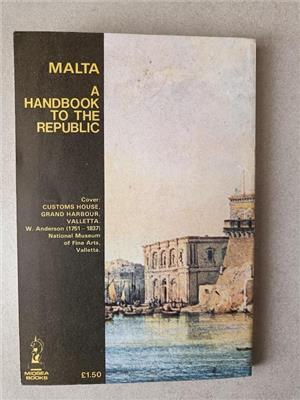 MALTA
A
HANDBOOK
TO THE
REPUBLIC
Cover:
CUSTOMS HOUSE,
GRAND HARBOUR,
VALLETTA.
W. Anderson (1751-1837)
National Museum
of Fine Arts,
Valletta.
MIDSEA
BOOKS
£1.50